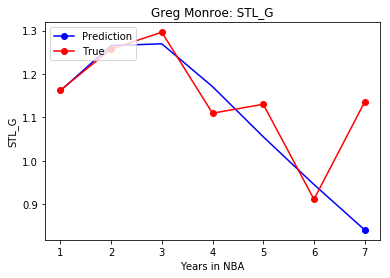 Greg Monroe: STL_G
Prediction
True
1.3
1.2
1.1
1.0
0.9
STL_G
1 2 3 4 5 6 7
Years in NBA